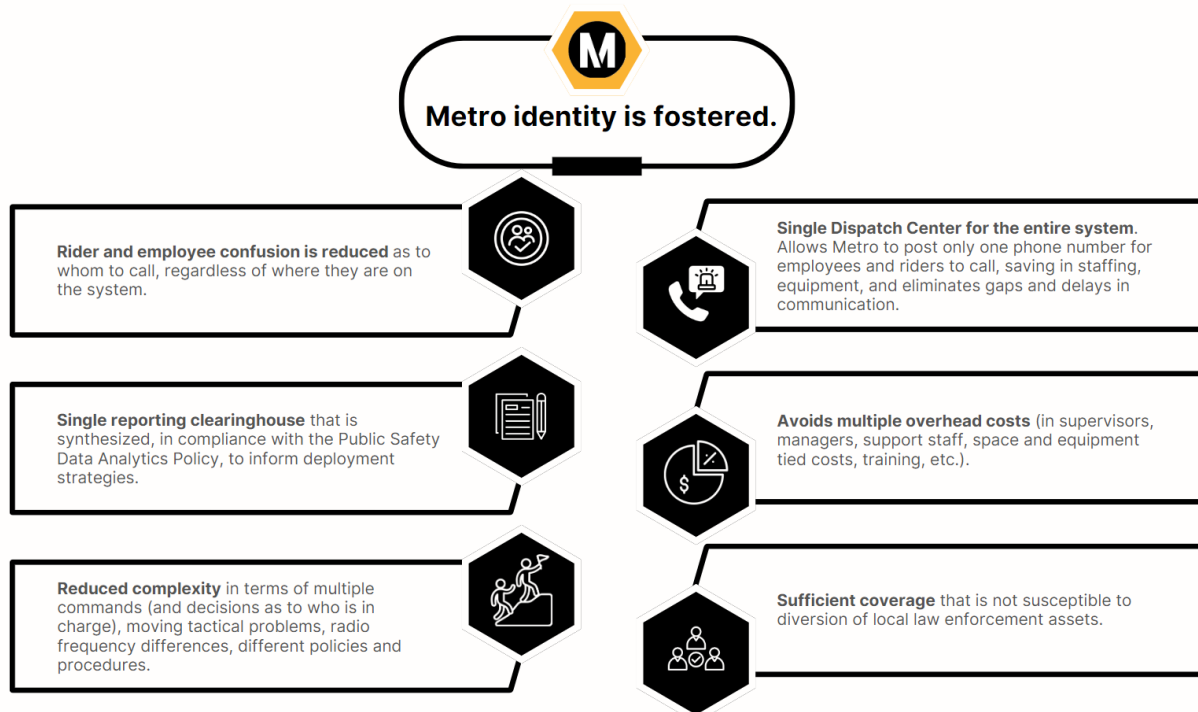 M
Metro identity is fostered.
Rider and employee confusion is reduced as to
whom to call, regardless of where they are on
the system.
Single Dispatch Center for the entire system.
Allows Metro to post only one phone number for
employees and riders to call, saving in staffing,
equipment, and eliminates gaps and delays in
communication.
Single reporting clearinghouse that is
synthesized, in compliance with the Public Safety
Data Analytics Policy, to inform deployment
strategies.
Avoids multiple overhead costs (in supervisors,
managers, support staff, space and equipment
tied costs, training, etc.).
%
$
Reduced complexity in terms of multiple
commands (and decisions as to who is in
charge), moving tactical problems, radio
frequency differences, different policies and
procedures.
Sufficient coverage that is not susceptible to
diversion of local law enforcement assets.